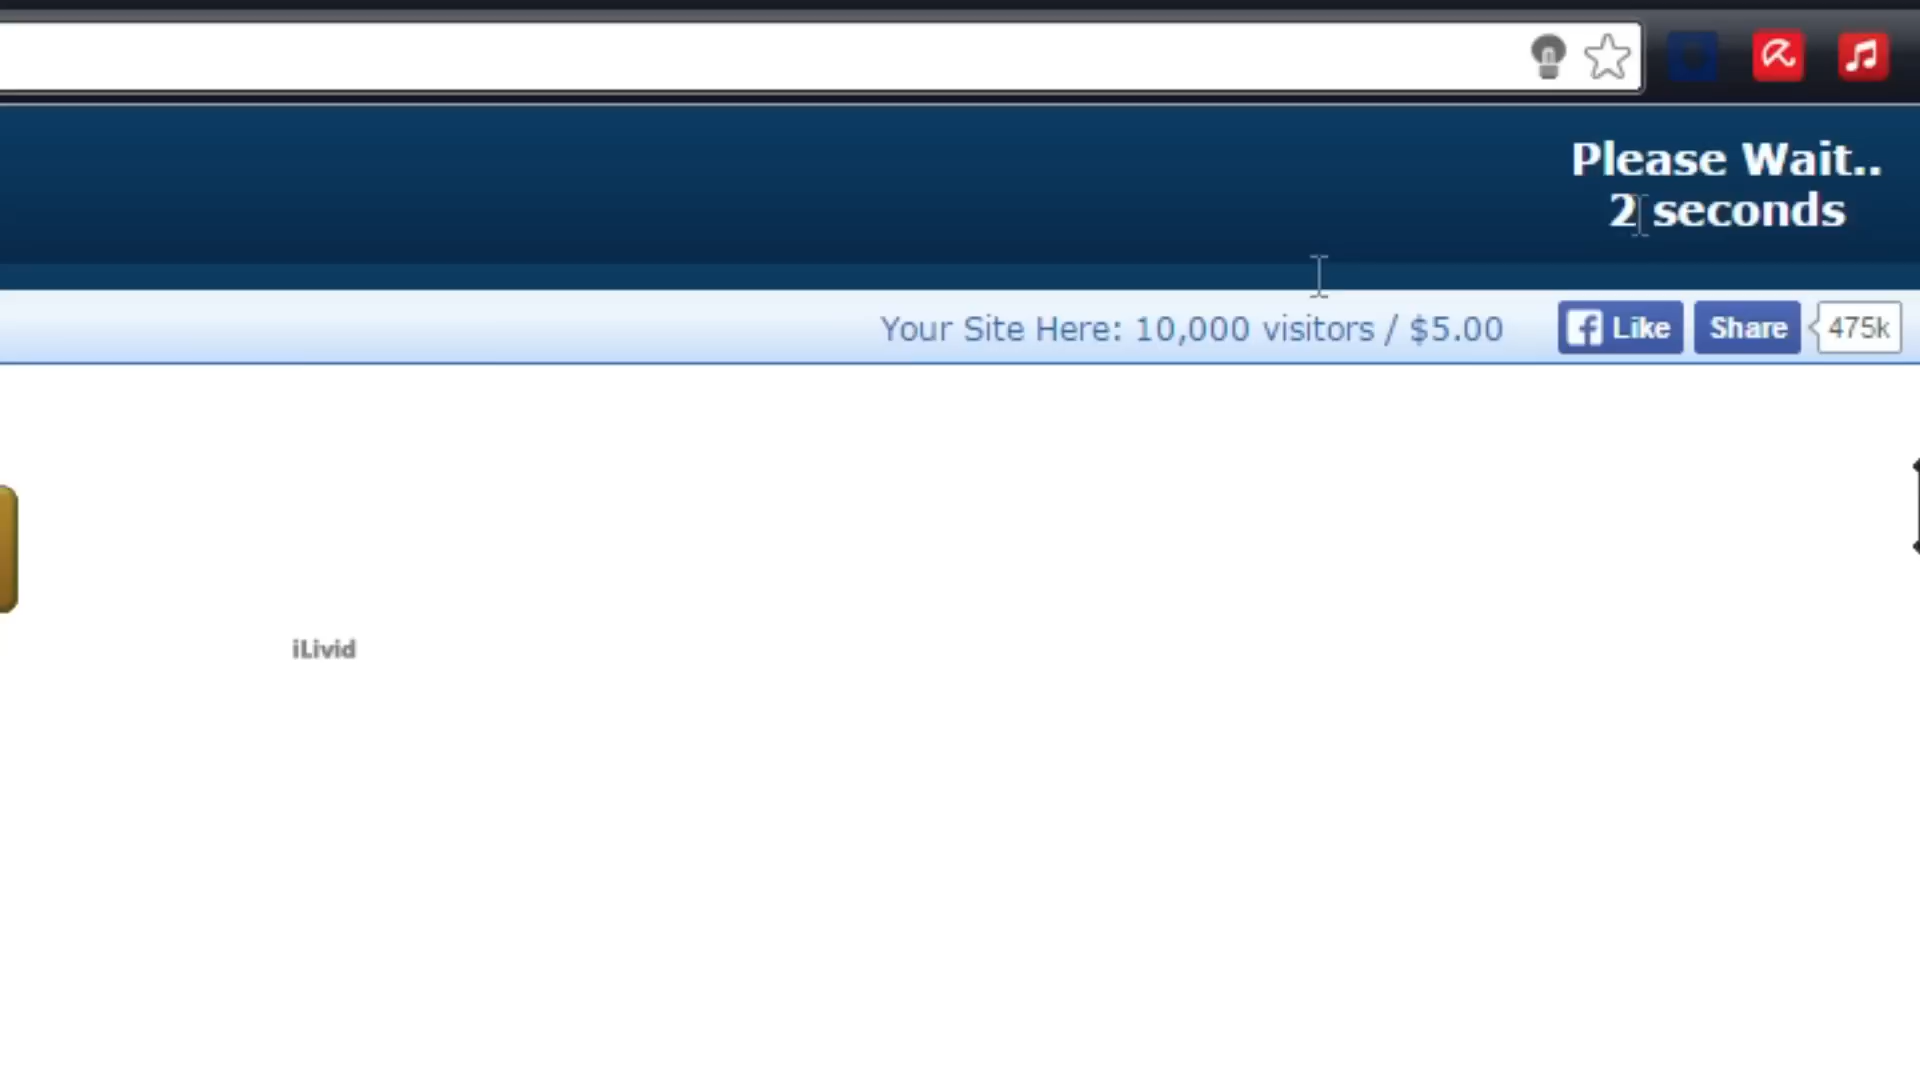 Please Wait..
2 seconds
Your Site Here: 10,000 visitors / $5.00
Like
Share
475k
iLivid